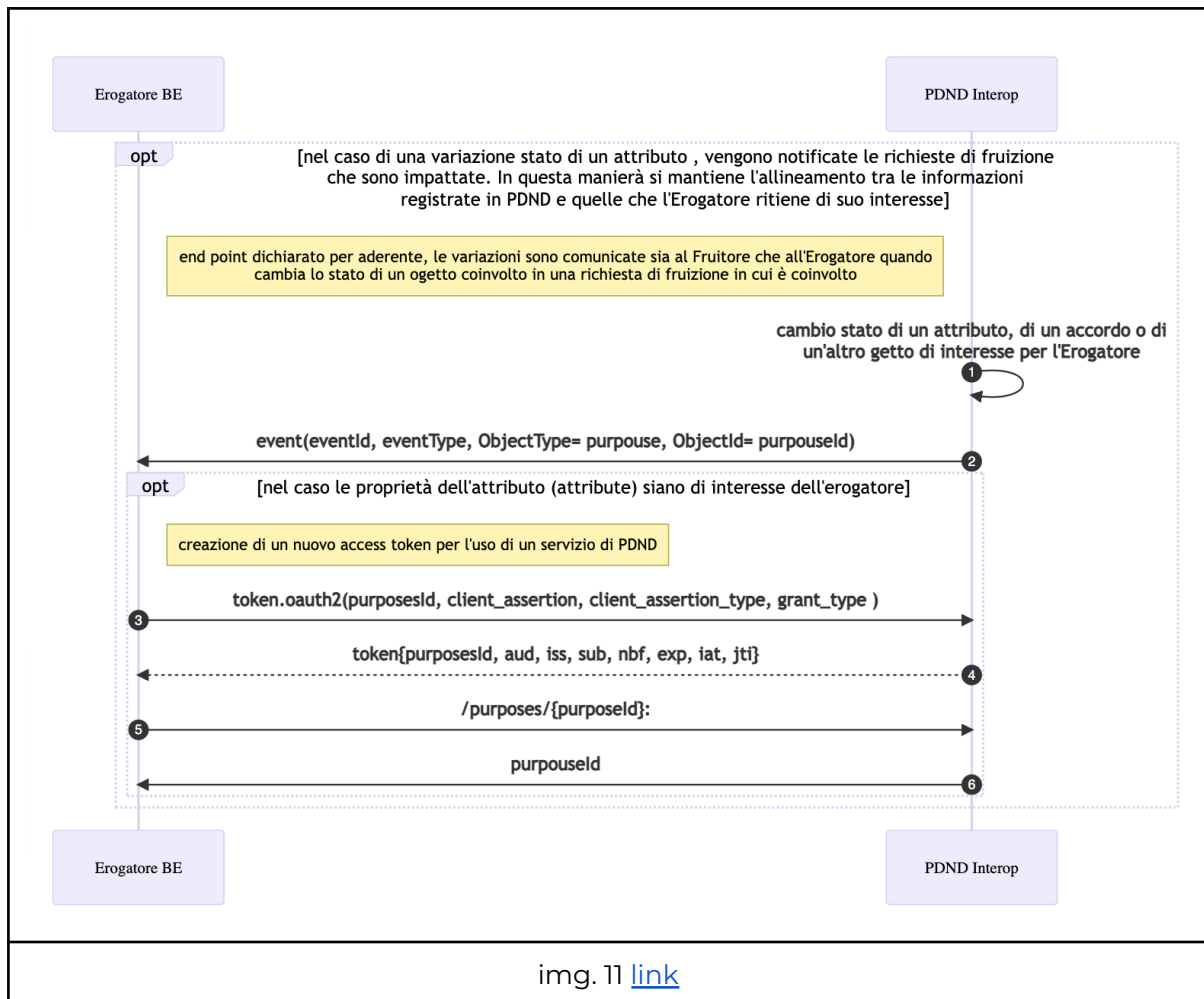 Erogatore BE
PDND Interop
opt
[nel caso di una variazione stato di un attributo , vengono notificate le richieste di fruizione
che sono impattate. In questa manierà si mantiene l'allineamento tra le informazioni
registrate in PDND e quelle che l'Erogatore ritiene di suo interesse]
end point dichiarato per aderente, le variazioni sono comunicate sia al Fruitore che all'Erogatore quando
cambia lo stato di un ogetto coinvolto in una richiesta di fruizione in cui è coinvolto
cambio stato di un attributo, di un accordo o di
un'altro getto di interesse per l'Erogatore
1
event(eventId, eventType, ObjectType= purpouse, ObjectId= purpouseId)
2
opt
[nel caso le proprietà dell'attributo (attribute) siano di interesse dell'erogatore]
creazione di un nuovo access token per l'uso di un servizio di PDND
token.oauth2(purposesId, client_assertion, client_assertion_type, grant_type )
3
token{purposesId, aud, iss, sub, nbf, exp, iat, jti}
4
/purposes/{purposeId}:
5
purpouseId
6
Erogatore BE
PDND Interop
img. 11 link